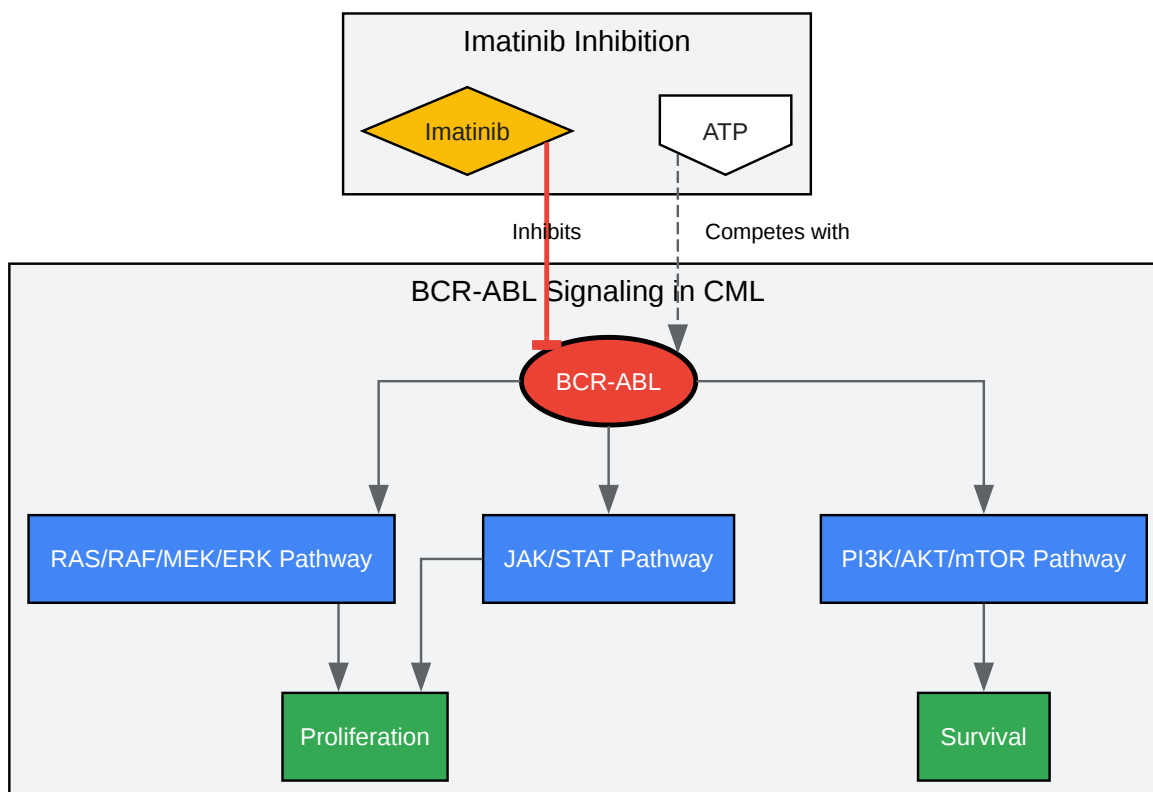 Imatinib Inhibition
Imatinib
ATP
Inhibits
Competes with
BCR-ABL Signaling in CML
BCR-ABL
RAS/RAF/MEK/ERK Pathway
JAK/STAT Pathway
PI3K/AKT/mTOR Pathway
Proliferation
Survival